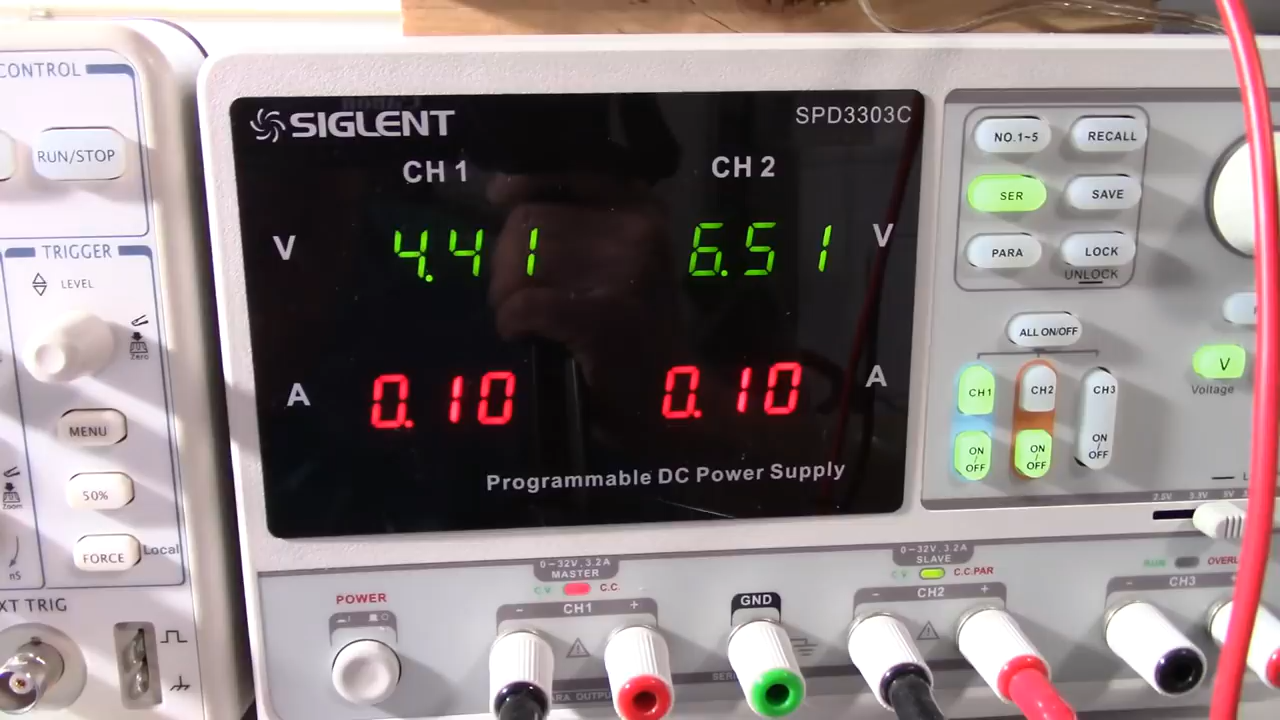 CONTROL
RUN/STOP
TRIGGER
LEVEL
Zero
MENU
50%
Zoom
FORCE
Local
nS
XT TRIG
SIGLENT
SPD3303C
CH 1
CH 2
V 4.41 6.51 V
A 0.10 0.10 A
Programmable DC Power Supply
NO.1~5
RECALL
SER
SAVE
PARA
LOCK
UNLOCK
ALL ON/OFF
CH1
CH2
CH3
ON/OFF
ON/OFF
ON/OFF
V
Voltage
2.5V 3.3V 5V
POWER
0-32V, 3.2A
MASTER
C.V C.C.
- CH1 +
GND
0-32V, 3.2A
SLAVE
C.V C.C.PAR
- CH2 +
- CH3